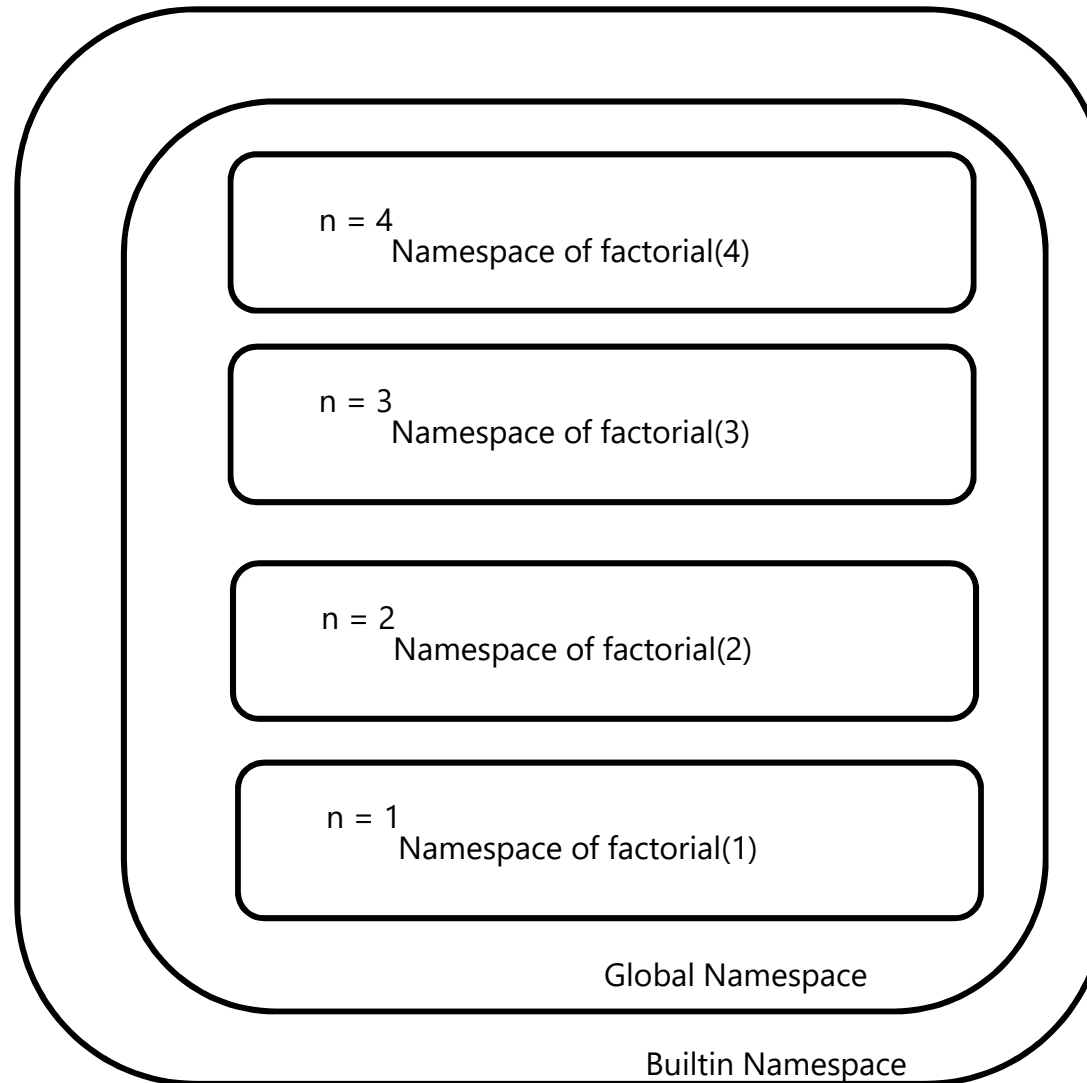 n = 4
Namespace of factorial(4)
n = 3
Namespace of factorial(3)
n = 2
Namespace of factorial(2)
n = 1
Namespace of factorial(1)
Global Namespace
Builtin Namespace